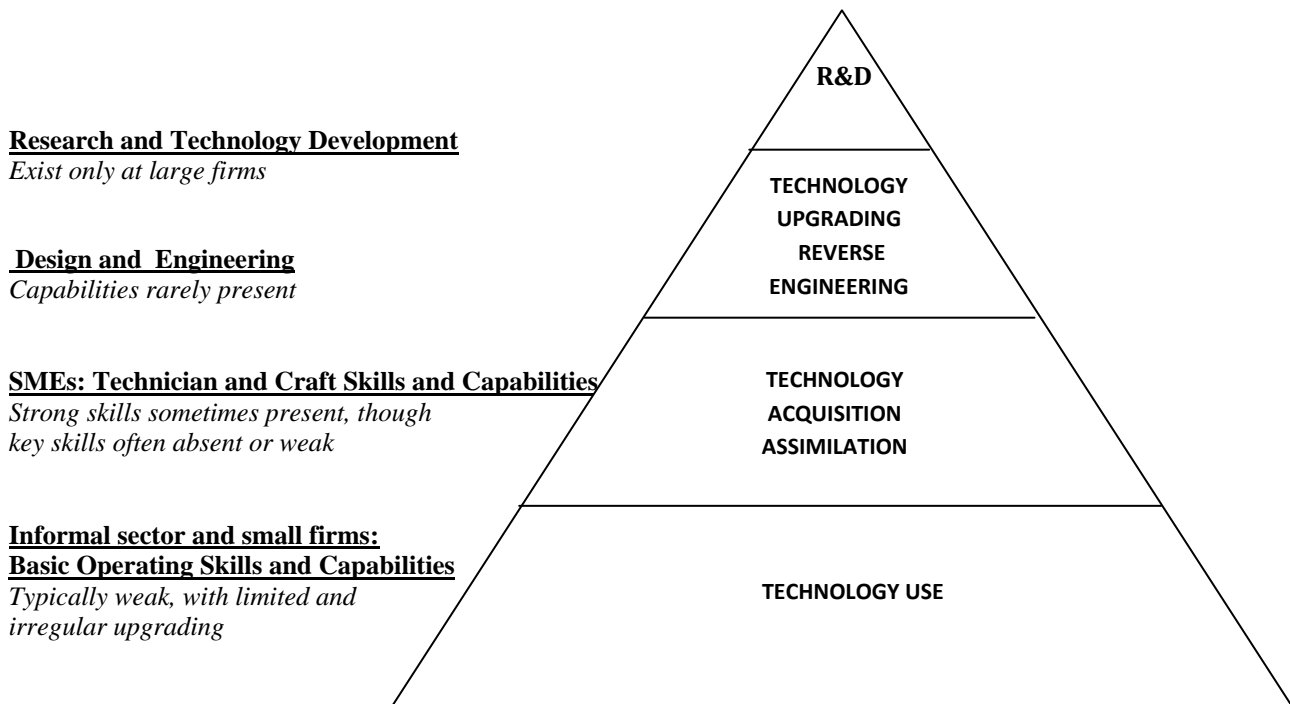 R&D
Research and Technology Development
Exist only at large firms
TECHNOLOGY
UPGRADING
REVERSE
ENGINEERING
Design and Engineering
Capabilities rarely present
SMEs: Technician and Craft Skills and Capabilities
Strong skills sometimes present, though
key skills often absent or weak
TECHNOLOGY
ACQUISITION
ASSIMILATION
Informal sector and small firms:
Basic Operating Skills and Capabilities
Typically weak, with limited and
irregular upgrading
TECHNOLOGY USE